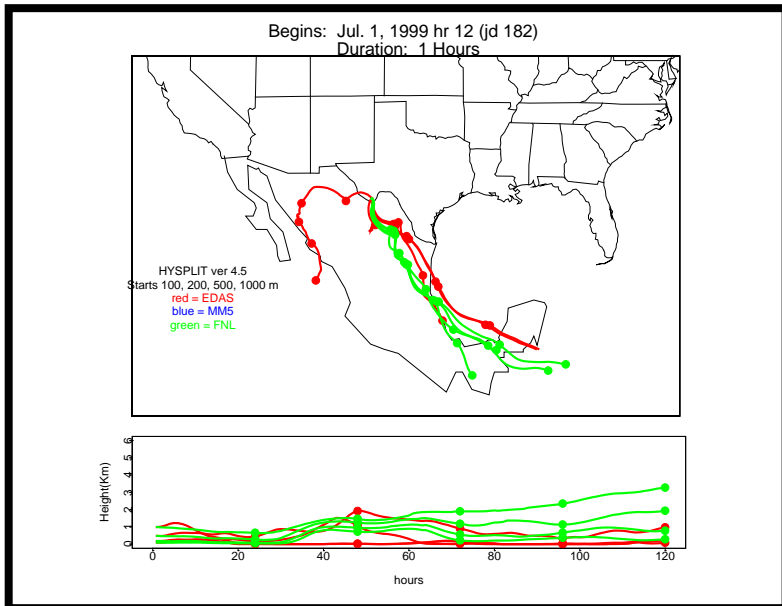 Begins:  Jul. 1, 1999 hr 12 (jd 182)
Duration:  1 Hours
HYSPLIT ver 4.5
Starts 100, 200, 500, 1000 m
red = EDAS
blue = MM5
green = FNL
Height(Km)
6
5
4
3
2
1
0
0 20 40 60 80 100 120
hours